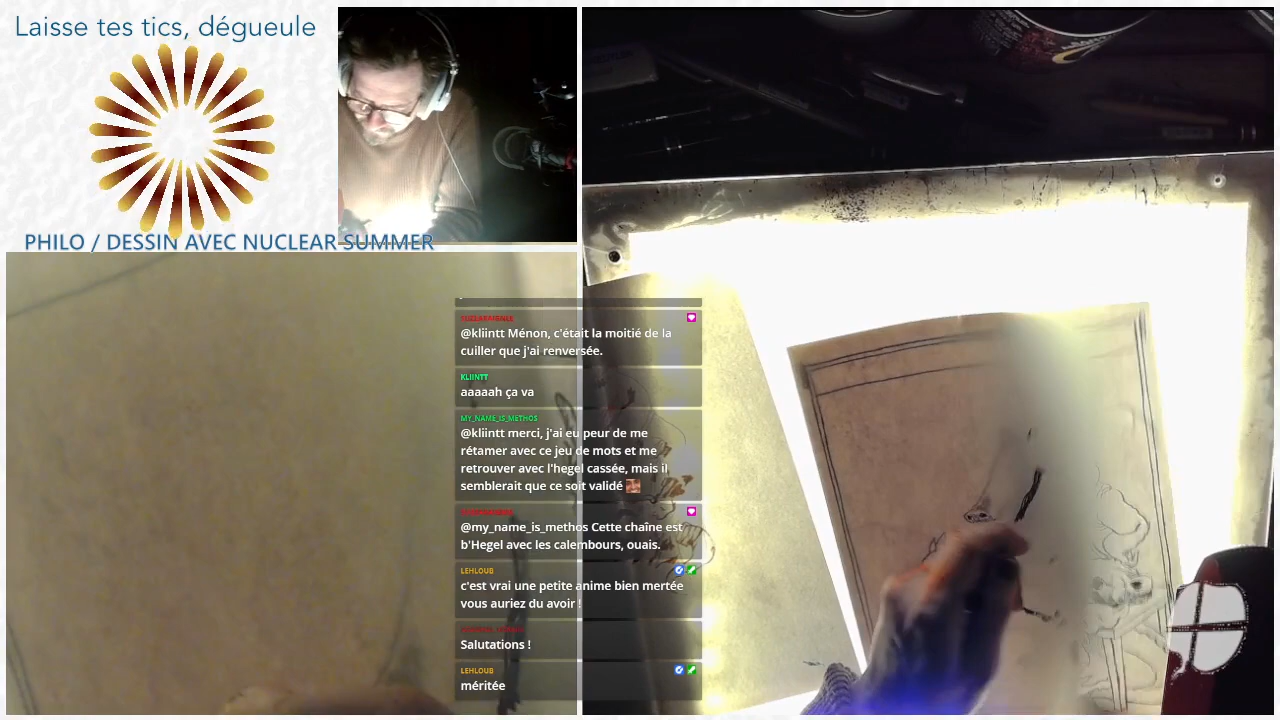 Laisse tes tics, dégueule
PHILO / DESSIN AVEC NUCLEAR SUMMER
@kliintt Ménon, c'était la moitié de la
cuiller que j'ai renversée.
KLIINTT
aaaaah ça va
MY_NAME_IS_METHOS
@kliintt merci, j'ai eu peur de me
rétamer avec ce jeu de mots et me
retrouver avec l'hegel cassée, mais il
semblerait que ce soit validé
@my_name_is_methos Cette chaîne est
b'Hegel avec les calembours, ouais.
LEHLOUB
c'est vrai une petite anime bien mertée
vous auriez du avoir !
Salutations !
LEHLOUB
méritée